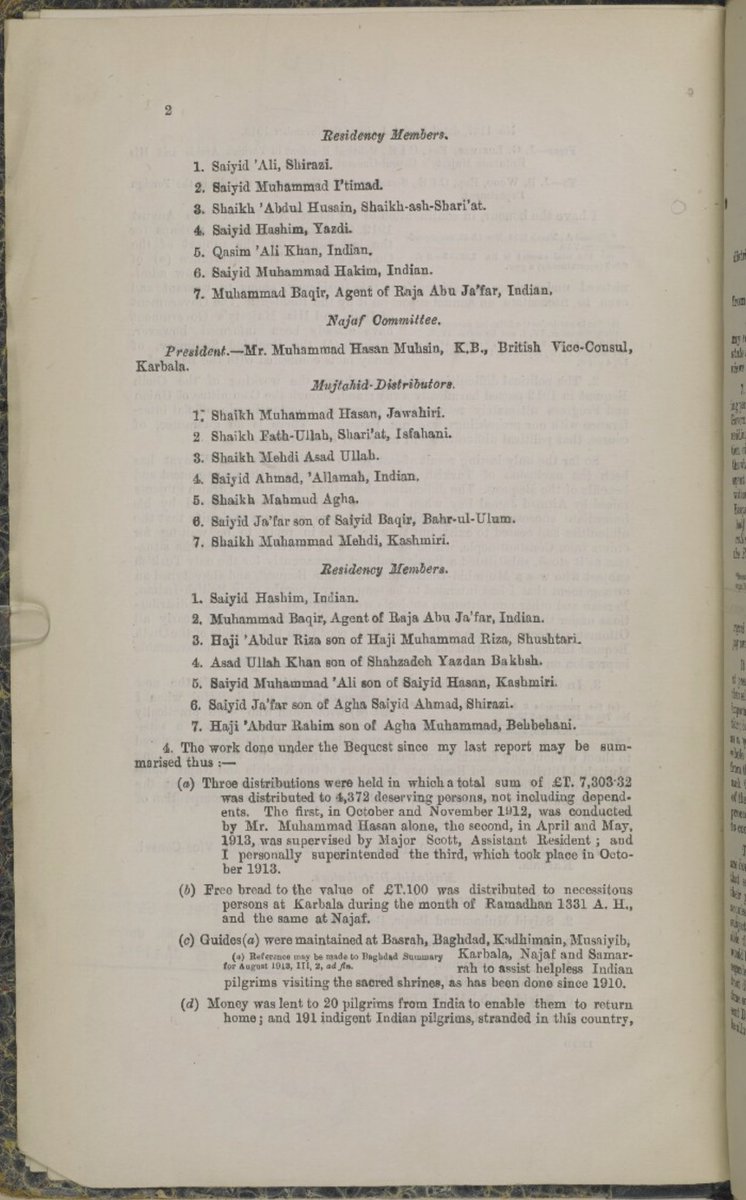 2
Residency Members.
1. Saiyid 'Ali, Shirazi.
2. Saiyid Muhammad I'timad.
3. Shaikh 'Abdul Husain, Shaikh-ash-Shari'at.
4. Saiyid Hashim, Yazdi.
5. Qasim 'Ali Khan, Indian.
6. Saiyid Muhammad Hakim, Indian.
7. Muhammad Baqir, Agent of Raja Abu Ja'far, Indian.
Najaf Committee.
President.—Mr. Muhammad Hasan Muhsin, K.B., British Vice-Consul,
Karbala.
Mujtahid-Distributors.
1. Shaikh Muhammad Hasan, Jawahiri.
2 Shaikh Fath-Ullah, Shari'at, Isfahani.
3. Shaikh Mehdi Asad Ullah.
4. Saiyid Ahmad, 'Allamah, Indian.
5. Shaikh Mahmud Agha.
6. Saiyid Ja'far son of Saiyid Baqir, Bahr-ul-Ulum.
7. Shaikh Muhammad Mehdi, Kashmiri.
Residency Members.
1. Saiyid Hashim, Indian.
2. Muhammad Baqir, Agent of Raja Abu Ja'far, Indian.
3. Haji 'Abdur Riza son of Haji Muhammad Riza, Shushtari.
4. Asad Ullah Khan son of Shahzadeh Yazdan Bakhsh.
5. Saiyid Muhammad 'Ali son of Saiyid Hasan, Kashmiri.
6. Saiyid Ja'far son of Agha Saiyid Ahmad, Shirazi.
7. Haji 'Abdur Rahim son of Agha Muhammad, Behbehani.
4. The work done under the Bequest since my last report may be sum-
marised thus :—
(a) Three distributions were held in which a total sum of £T. 7,303·32
was distributed to 4,372 deserving persons, not including depend-
ents. The first, in October and November 1912, was conducted
by Mr. Muhammad Hasan alone, the second, in April and May,
1913, was supervised by Major Scott, Assistant Resident ; and
I personally superintended the third, which took place in Octo-
ber 1913.
(b) Free bread to the value of £T.100 was distributed to necessitous
persons at Karbala during the month of Ramadhan 1331 A. H.,
and the same at Najaf.
(c) Guides(a) were maintained at Basrah, Baghdad, Kadhimain, Musaiyib,
Karbala, Najaf and Samar-
rah to assist helpless Indian
(a) Reference may be made to Baghdad Summary
for August 1913, III, 2, ad fin.
pilgrims visiting the sacred shrines, as has been done since 1910.
(d) Money was lent to 20 pilgrims from India to enable them to return
home ; and 191 indigent Indian pilgrims, stranded in this country,